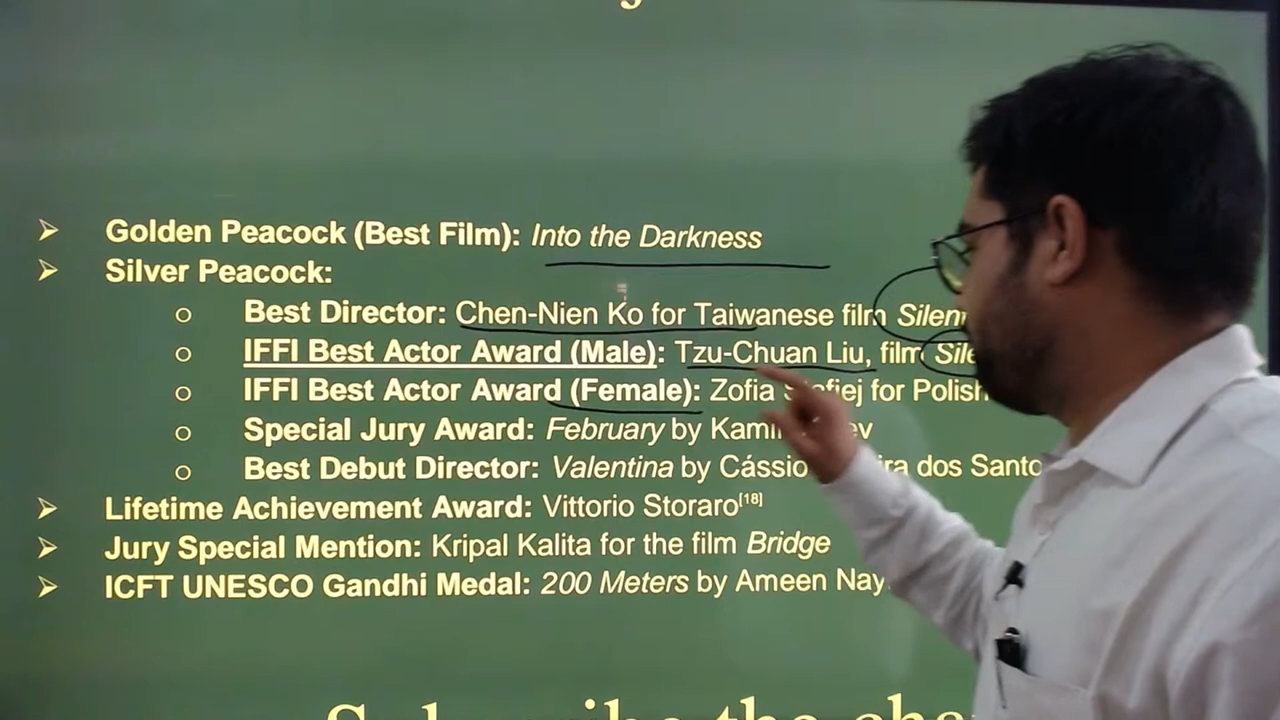 Golden Peacock (Best Film): Into the Darkness
Silver Peacock:
Best Director: Chen-Nien Ko for Taiwanese film
IFFI Best Actor Award (Male): Tzu-Chuan Liu, film
IFFI Best Actor Award (Female): Zofia for Polish
Special Jury Award: February by
Best Debut Director: Valentina by Cássio dos
Lifetime Achievement Award: Vittorio Storaro[18]
Jury Special Mention: Kripal Kalita for the film Bridge
ICFT UNESCO Gandhi Medal: 200 Meters by Ameen
the